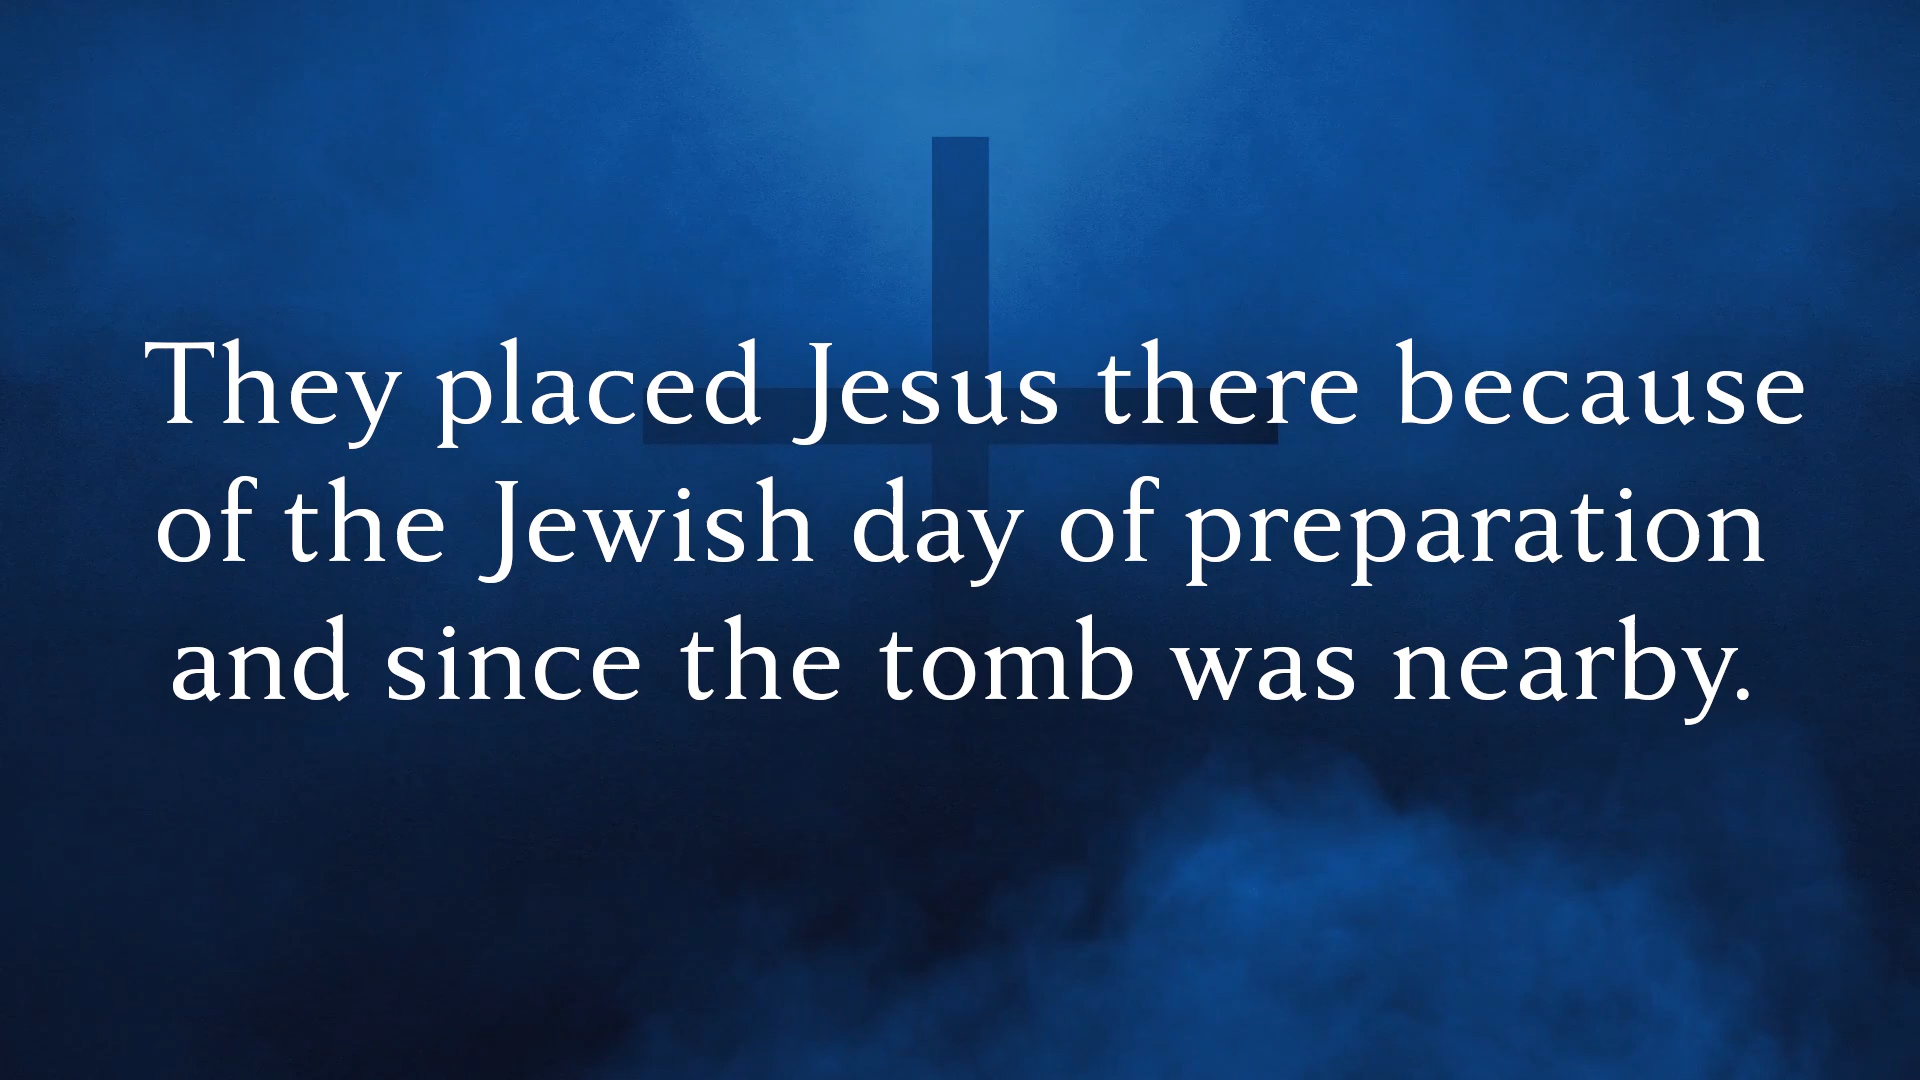 They placed Jesus there because
of the Jewish day of preparation
and since the tomb was nearby.